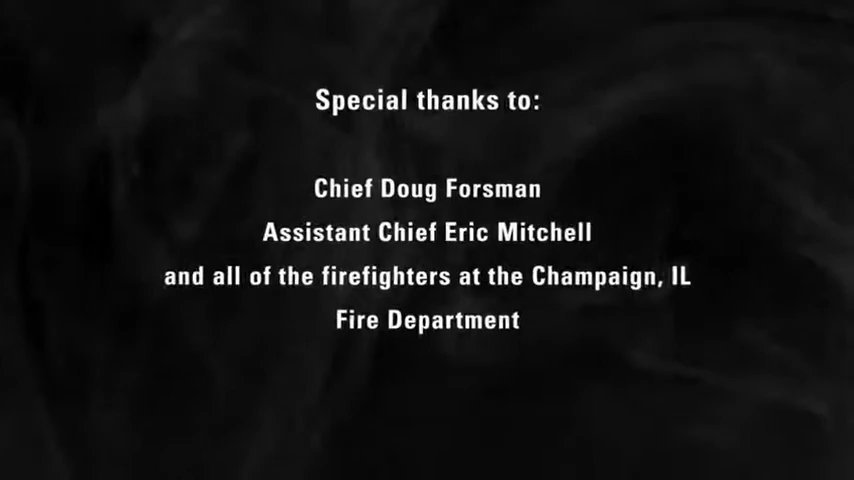 Special thanks to:
Chief Doug Forsman
Assistant Chief Eric Mitchell
and all of the firefighters at the Champaign, IL
Fire Department